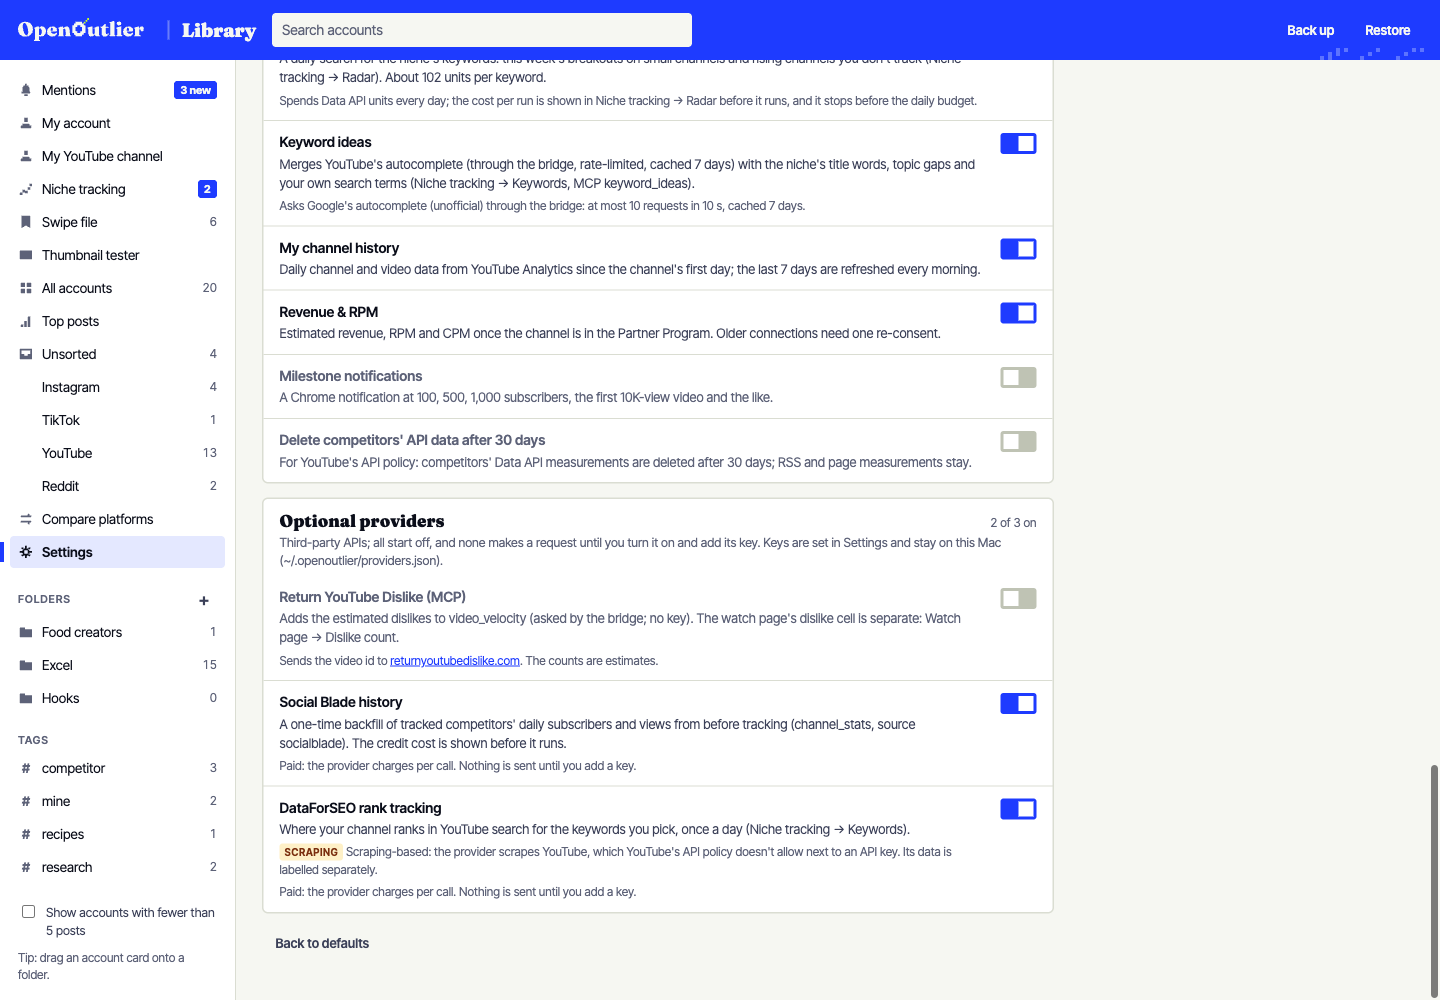 OpenOutlier
Library
Search accounts
Back up
Restore
Mentions
3 new
My account
My YouTube channel
Niche tracking
2
Swipe file
6
Thumbnail tester
All accounts
20
Top posts
Unsorted
4
Instagram
4
TikTok
1
YouTube
13
Reddit
2
Compare platforms
Settings
FOLDERS
+
Food creators
1
Excel
15
Hooks
0
TAGS
# competitor
3
# mine
2
# recipes
1
# research
2
Show accounts with fewer than
5 posts
Tip: drag an account card onto a
folder.
A daily search for the niche's keywords: this week's breakouts on small channels and rising channels you don't track (Niche
tracking → Radar). About 102 units per keyword.
Spends Data API units every day; the cost per run is shown in Niche tracking → Radar before it runs, and it stops before the daily budget.
Keyword ideas
Merges YouTube's autocomplete (through the bridge, rate-limited, cached 7 days) with the niche's title words, topic gaps and
your own search terms (Niche tracking → Keywords, MCP keyword_ideas).
Asks Google's autocomplete (unofficial) through the bridge: at most 10 requests in 10 s, cached 7 days.
My channel history
Daily channel and video data from YouTube Analytics since the channel's first day; the last 7 days are refreshed every morning.
Revenue & RPM
Estimated revenue, RPM and CPM once the channel is in the Partner Program. Older connections need one re-consent.
Milestone notifications
A Chrome notification at 100, 500, 1,000 subscribers, the first 10K-view video and the like.
Delete competitors' API data after 30 days
For YouTube's API policy: competitors' Data API measurements are deleted after 30 days; RSS and page measurements stay.
Optional providers
2 of 3 on
Third-party APIs; all start off, and none makes a request until you turn it on and add its key. Keys are set in Settings and stay on this Mac
(~/.openoutlier/providers.json).
Return YouTube Dislike (MCP)
Adds the estimated dislikes to video_velocity (asked by the bridge; no key). The watch page's dislike cell is separate: Watch
page → Dislike count.
Sends the video id to returnyoutubedislike.com. The counts are estimates.
Social Blade history
A one-time backfill of tracked competitors' daily subscribers and views from before tracking (channel_stats, source
socialblade). The credit cost is shown before it runs.
Paid: the provider charges per call. Nothing is sent until you add a key.
DataForSEO rank tracking
Where your channel ranks in YouTube search for the keywords you pick, once a day (Niche tracking → Keywords).
SCRAPING Scraping-based: the provider scrapes YouTube, which YouTube's API policy doesn't allow next to an API key. Its data is
labelled separately.
Paid: the provider charges per call. Nothing is sent until you add a key.
Back to defaults